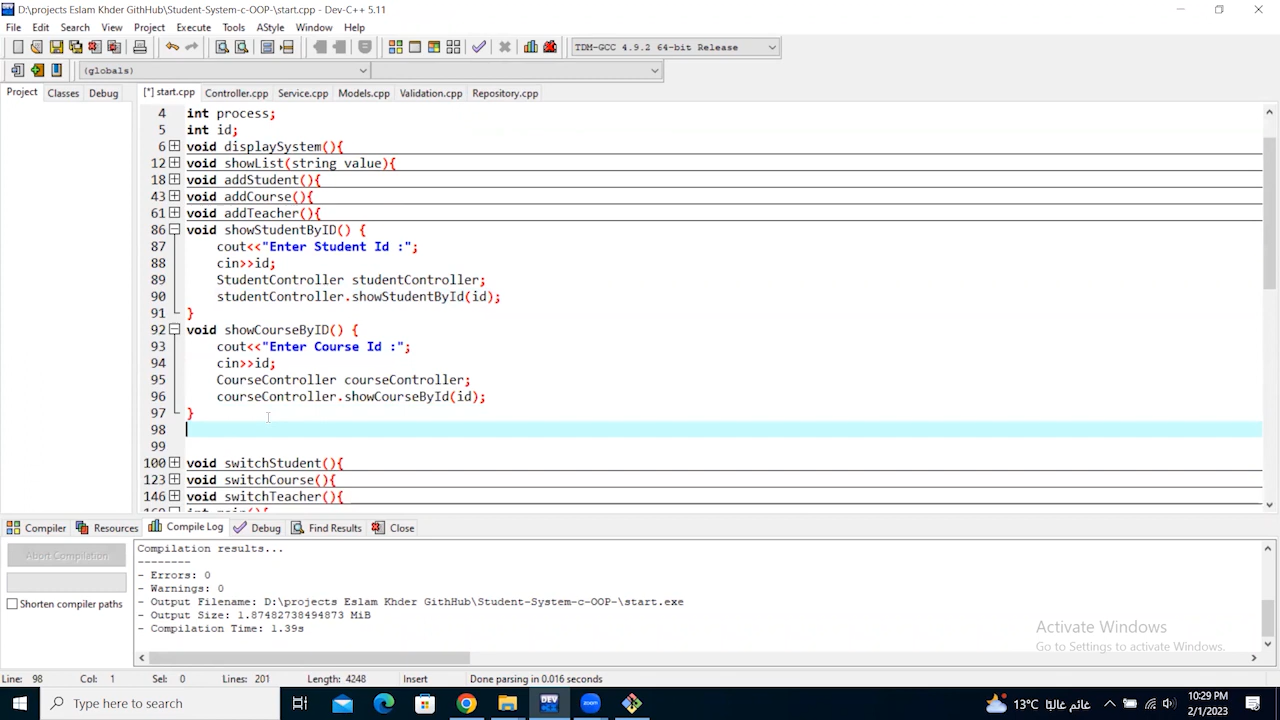 D:\projects Eslam Khder GithHub\Student-System-c-OOP-\start.cpp - Dev-C++ 5.11
File Edit Search View Project Execute Tools AStyle Window Help
TDM-GCC 4.9.2 64-bit Release
(globals)
Project Classes Debug
[*] start.cpp Controller.cpp Service.cpp Models.cpp Validation.cpp Repository.cpp
4 int process;
5 int id;
6 void displaySystem(){
12 void showList(string value){
18 void addStudent(){
43 void addCourse(){
61 void addTeacher(){
86 void showStudentByID() {
87 cout<<"Enter Student Id :";
88 cin>>id;
89 StudentController studentController;
90 studentController.showStudentById(id);
91 }
92 void showCourseByID() {
93 cout<<"Enter Course Id :";
94 cin>>id;
95 CourseController courseController;
96 courseController.showCourseById(id);
97 }
98
99
100 void switchStudent(){
123 void switchCourse(){
146 void switchTeacher(){
169 int main(){
Compiler Resources Compile Log Debug Find Results Close
Abort Compilation
Shorten compiler paths
Compilation results...
--------
- Errors: 0
- Warnings: 0
- Output Filename: D:\projects Eslam Khder GithHub\Student-System-c-OOP-\start.exe
- Output Size: 1.87482738494873 MiB
- Compilation Time: 1.39s
Activate Windows
Go to Settings to activate Windows.
Line: 98 Col: 1 Sel: 0 Lines: 201 Length: 4248 Insert Done parsing in 0.016 seconds
Type here to search
13°C غائم غالبًا
10:29 PM
2/1/2023